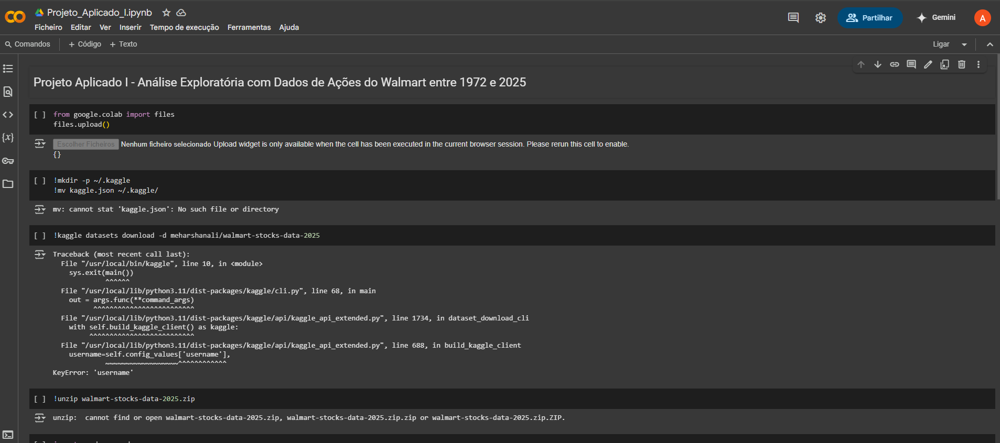 Projeto_Aplicado_I.ipynb
Ficheiro Editar Ver Inserir Tempo de execução Ferramentas Ajuda
Partilhar
Gemini
A
Comandos + Código + Texto
Ligar
Projeto Aplicado I - Análise Exploratória com Dados de Ações do Walmart entre 1972 e 2025
[ ] from google.colab import files
files.upload()
Escolher Ficheiros Nenhum ficheiro selecionado Upload widget is only available when the cell has been executed in the current browser session. Please rerun this cell to enable.
{}
[ ] !mkdir -p ~/.kaggle
!mv kaggle.json ~/.kaggle/
mv: cannot stat 'kaggle.json': No such file or directory
[ ] !kaggle datasets download -d meharshanali/walmart-stocks-data-2025
Traceback (most recent call last):
  File "/usr/local/bin/kaggle", line 10, in <module>
    sys.exit(main())
             ^^^^^^
  File "/usr/local/lib/python3.11/dist-packages/kaggle/cli.py", line 68, in main
    out = args.func(**command_args)
          ^^^^^^^^^^^^^^^^^^^^^^^^^
  File "/usr/local/lib/python3.11/dist-packages/kaggle/api/kaggle_api_extended.py", line 1734, in dataset_download_cli
    with self.build_kaggle_client() as kaggle:
         ^^^^^^^^^^^^^^^^^^^^^^^^^^
  File "/usr/local/lib/python3.11/dist-packages/kaggle/api/kaggle_api_extended.py", line 688, in build_kaggle_client
    username=self.config_values['username'],
             ~~~~~~~~~~~~~~~~~~^^^^^^^^^^^^
KeyError: 'username'
[ ] !unzip walmart-stocks-data-2025.zip
unzip:  cannot find or open walmart-stocks-data-2025.zip, walmart-stocks-data-2025.zip.zip or walmart-stocks-data-2025.zip.ZIP.